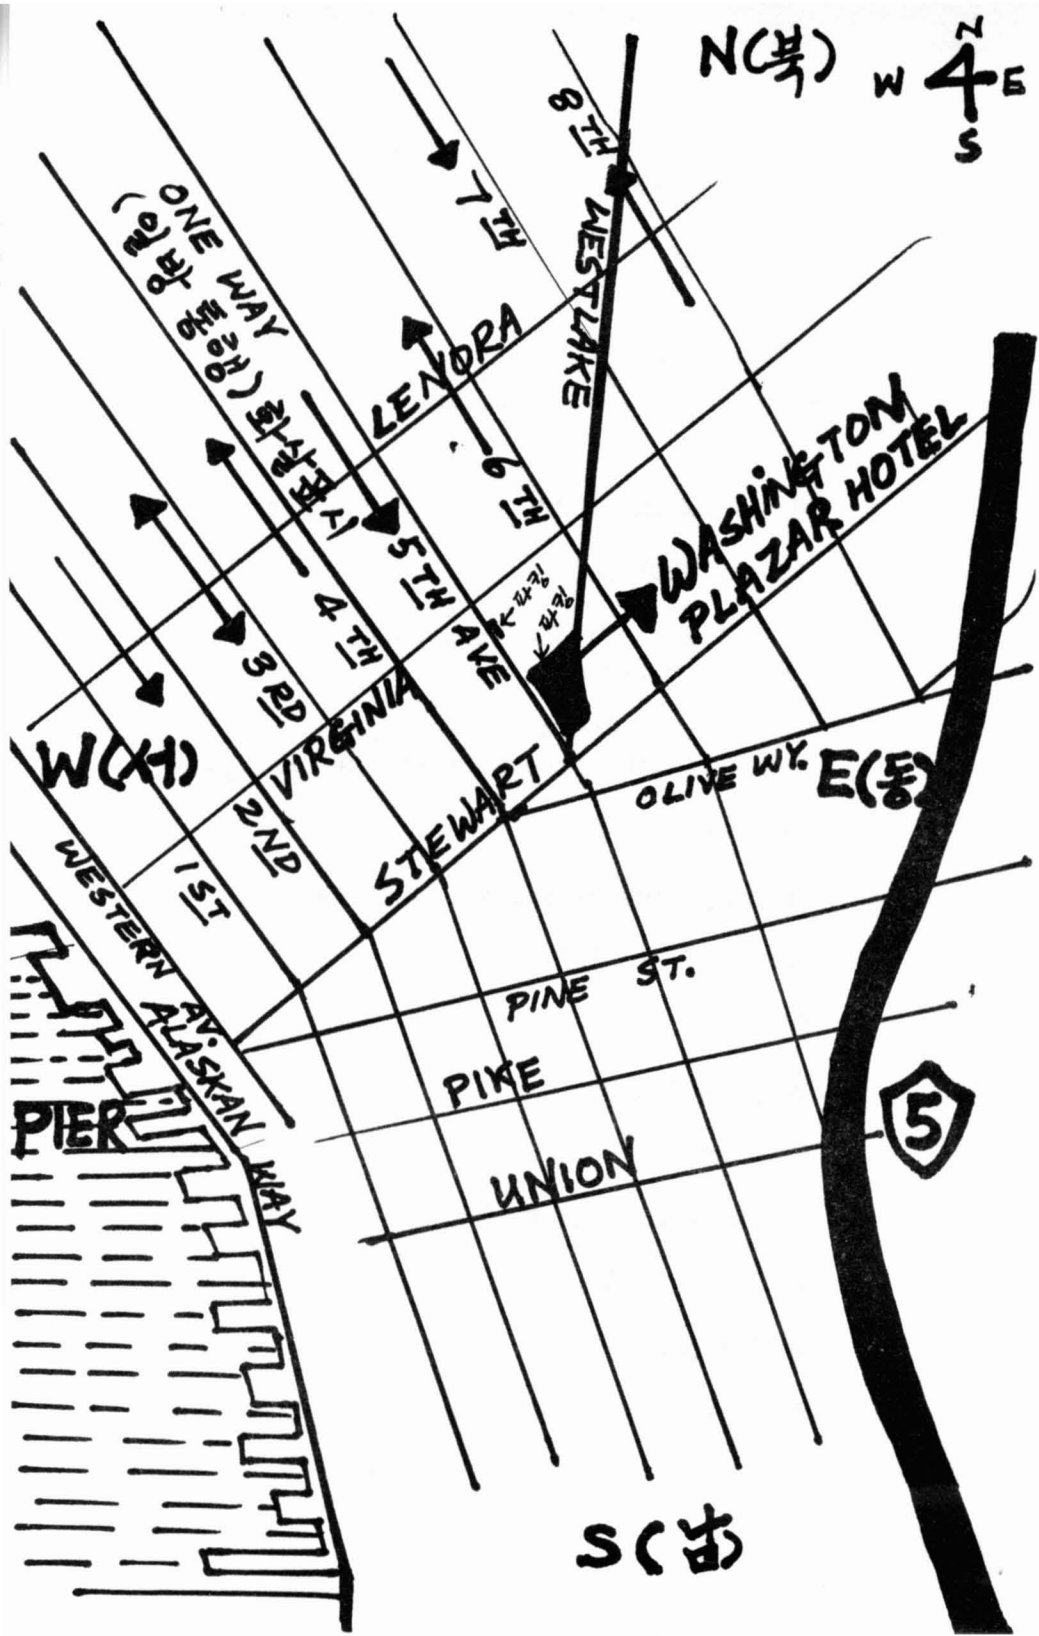 N(북)
N
W E
S
8TH
7TH
WESTLAKE
ONE WAY
(일방 통행) 화살표시
LENORA
6TH
5TH AVE
4TH
3RD
2ND
1ST
←파킹
←파킹
WASHINGTON
PLAZAR HOTEL
W(서)
VIRGINIA
STEWART
OLIVE WY.
E(동)
WESTERN AV.
ALASKAN WAY
PINE ST.
PIKE
PIER
UNION
5
S(남)